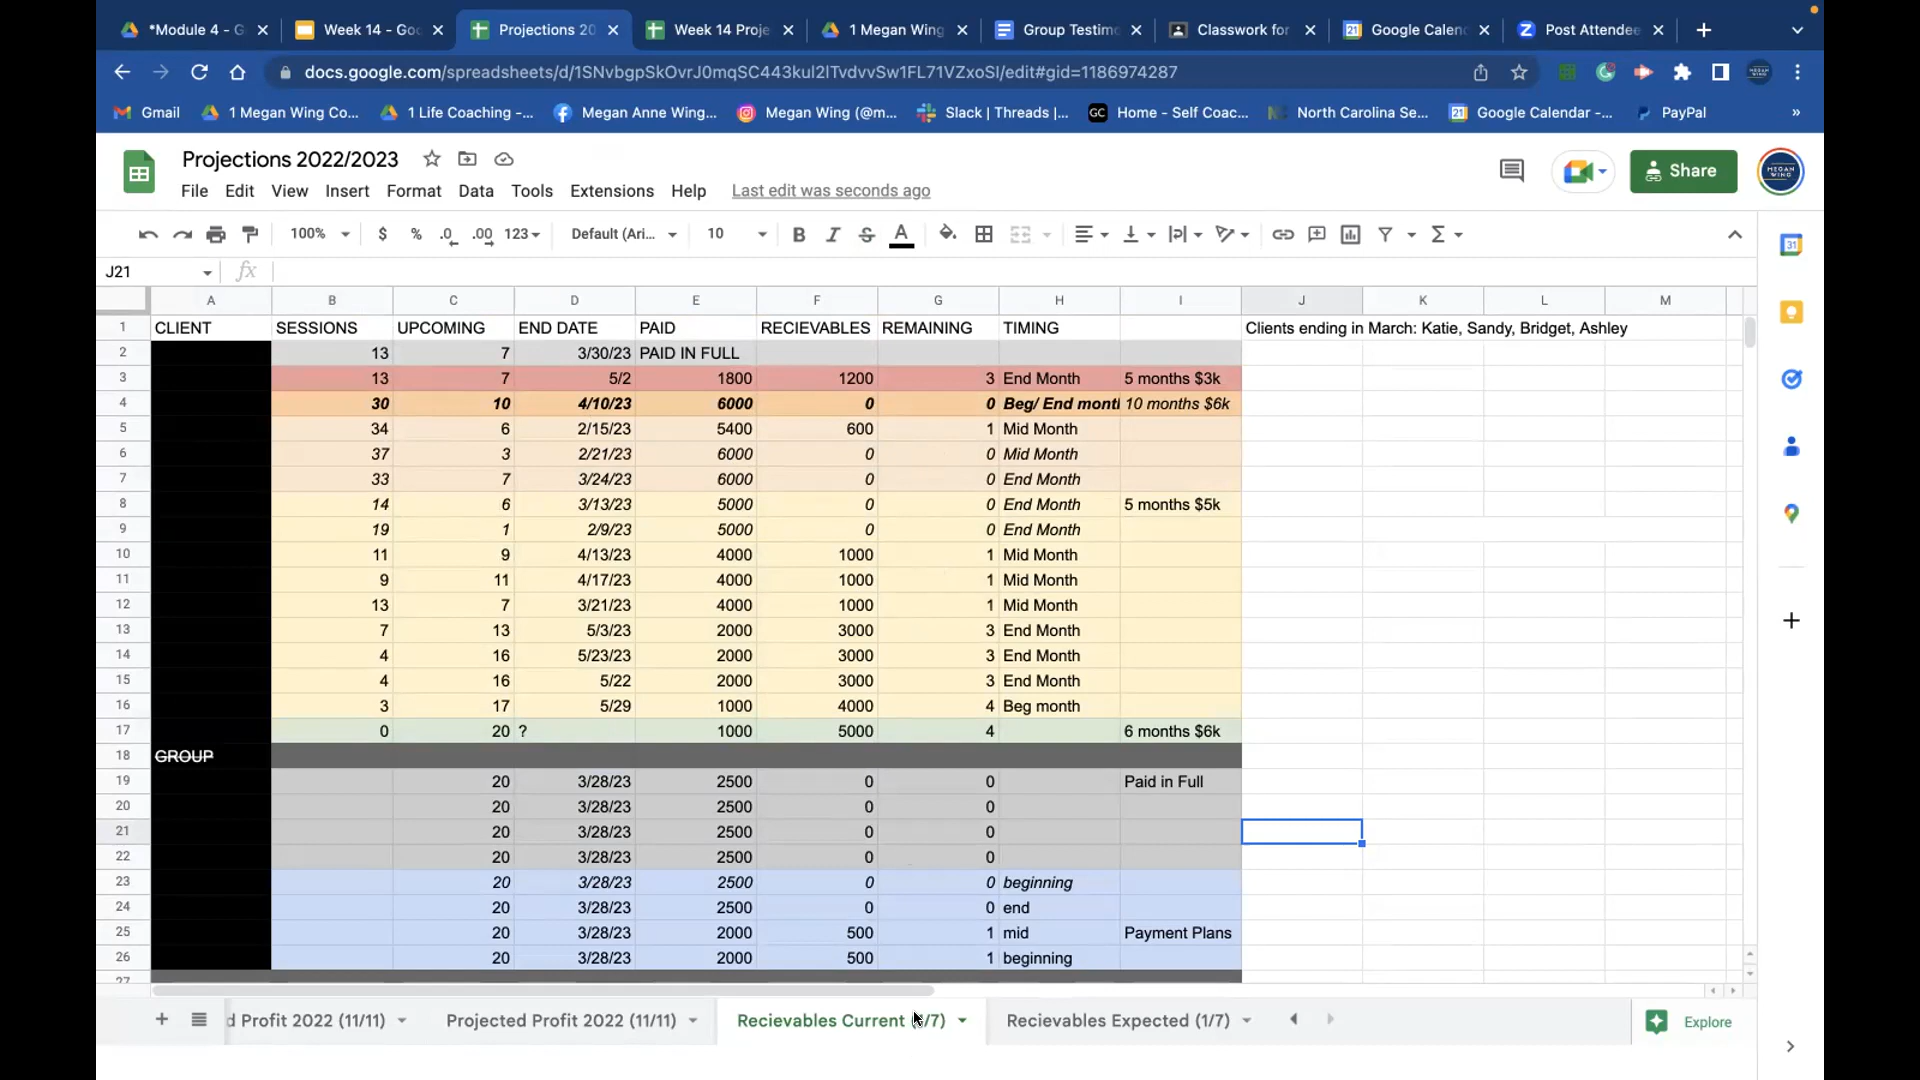 *Module 4 - G
Week 14 - Goo
Projections 20
Week 14 Proje
1 Megan Wing
Group Testimo
Classwork for
Google Calen
Post Attendee
docs.google.com/spreadsheets/d/1SNvbgpSkOvrJ0mqSC443kul2ITvdvvSw1FL71VZxoSI/edit#gid=1186974287
Gmail
1 Megan Wing Co...
1 Life Coaching -...
Megan Anne Wing...
Megan Wing (@m...
Slack | Threads |...
GC Home - Self Coac...
North Carolina Se...
Google Calendar -...
PayPal
»
Projections 2022/2023
File Edit View Insert Format Data Tools Extensions Help Last edit was seconds ago
Share
MEGAN WING
100% $ % .0 .00 123 Default (Ari... 10 B I S A Σ
J21 fx
A B C D E F G H I J K L M
1 CLIENT SESSIONS UPCOMING END DATE PAID RECIEVABLES REMAINING TIMING Clients ending in March: Katie, Sandy, Bridget, Ashley
2 13 7 3/30/23 PAID IN FULL
3 13 7 5/2 1800 1200 3 End Month 5 months $3k
4 30 10 4/10/23 6000 0 0 Beg/ End mont 10 months $6k
5 34 6 2/15/23 5400 600 1 Mid Month
6 37 3 2/21/23 6000 0 0 Mid Month
7 33 7 3/24/23 6000 0 0 End Month
8 14 6 3/13/23 5000 0 0 End Month 5 months $5k
9 19 1 2/9/23 5000 0 0 End Month
10 11 9 4/13/23 4000 1000 1 Mid Month
11 9 11 4/17/23 4000 1000 1 Mid Month
12 13 7 3/21/23 4000 1000 1 Mid Month
13 7 13 5/3/23 2000 3000 3 End Month
14 4 16 5/23/23 2000 3000 3 End Month
15 4 16 5/22 2000 3000 3 End Month
16 3 17 5/29 1000 4000 4 Beg month
17 0 20 ? 1000 5000 4 6 months $6k
18 GROUP
19 20 3/28/23 2500 0 0 Paid in Full
20 20 3/28/23 2500 0 0
21 20 3/28/23 2500 0 0
22 20 3/28/23 2500 0 0
23 20 3/28/23 2500 0 0 beginning
24 20 3/28/23 2500 0 0 end
25 20 3/28/23 2000 500 1 mid Payment Plans
26 20 3/28/23 2000 500 1 beginning
27
d Profit 2022 (11/11)
Projected Profit 2022 (11/11)
Recievables Current /7)
Recievables Expected (1/7)
Explore